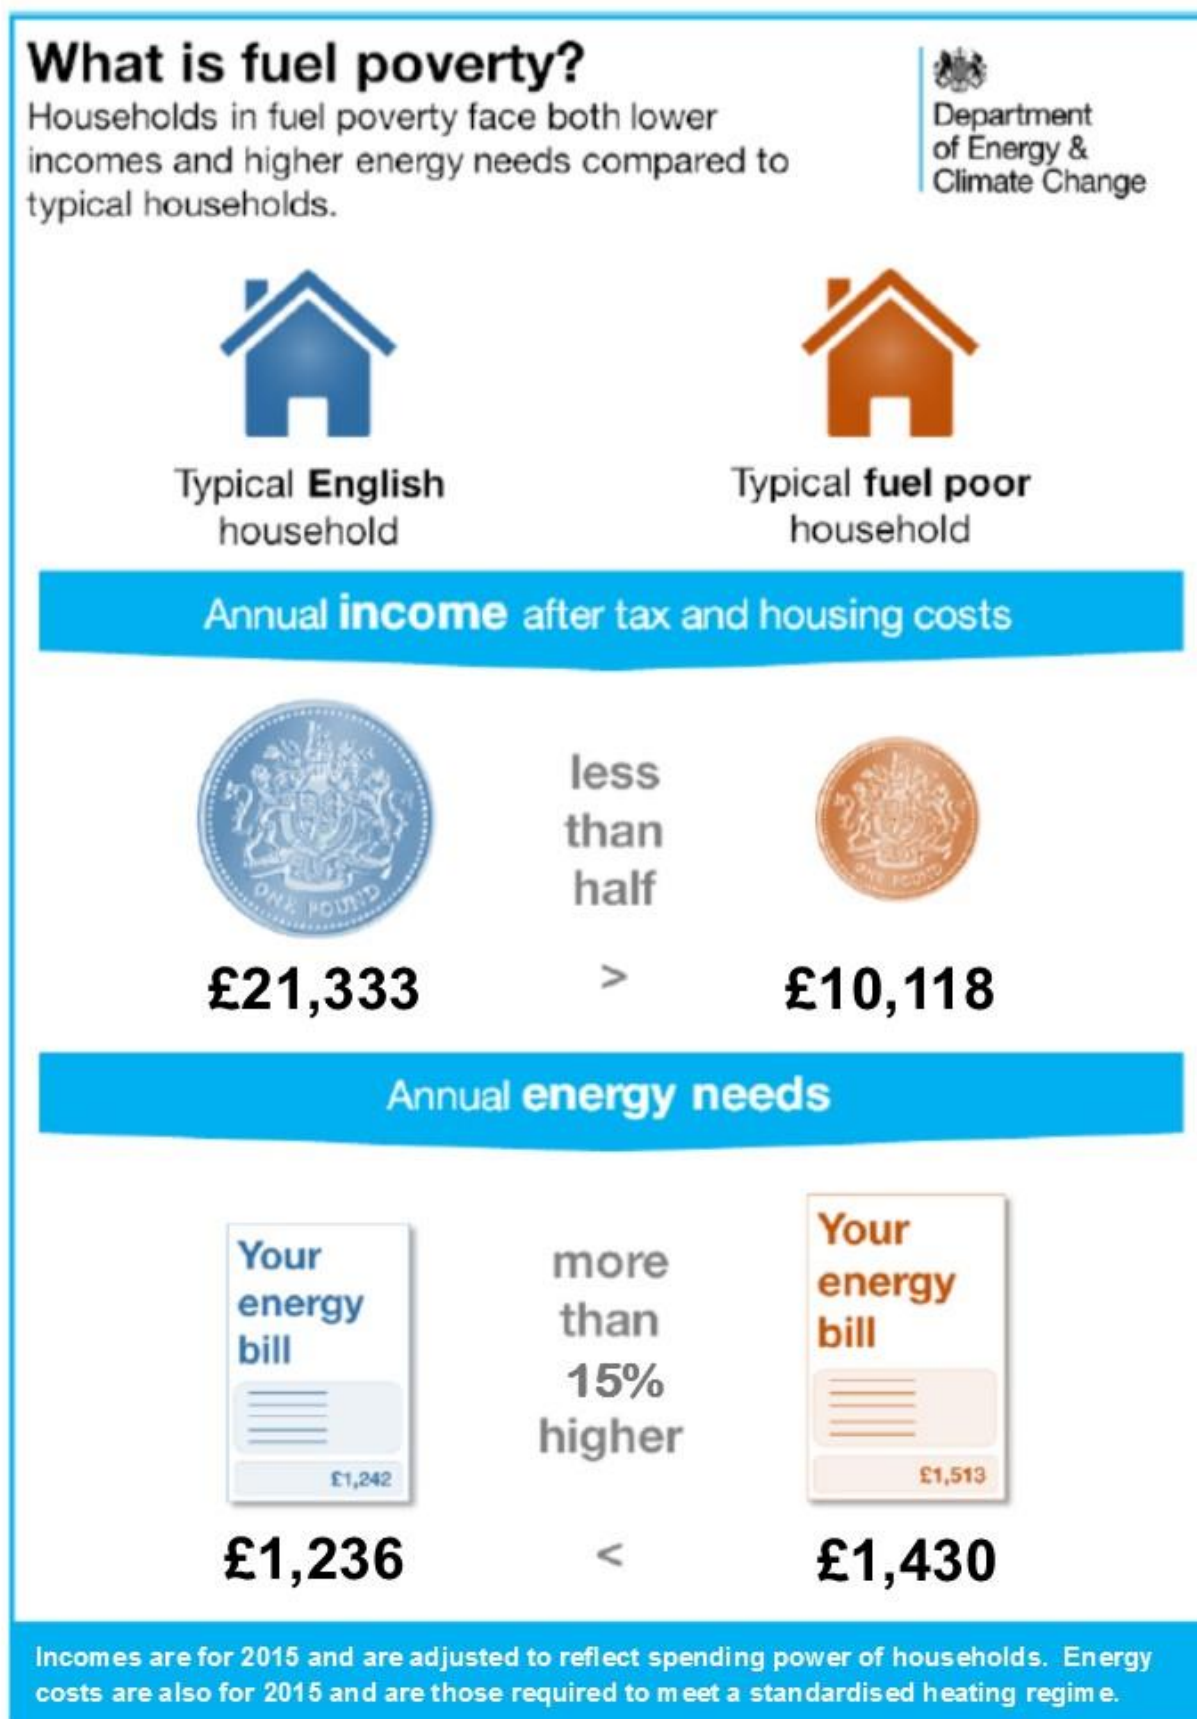 What is fuel poverty?
Households in fuel poverty face both lower
incomes and higher energy needs compared to
typical households.
Department
of Energy &
Climate Change
Typical English
household
Typical fuel poor
household
Annual income after tax and housing costs
ONE POUND
less
than
half
ONE POUND
£21,333
>
£10,118
Annual energy needs
Your
energy
bill
£1,242
more
than
15%
higher
Your
energy
bill
£1,513
£1,236
<
£1,430
Incomes are for 2015 and are adjusted to reflect spending power of households. Energy
costs are also for 2015 and are those required to meet a standardised heating regime.